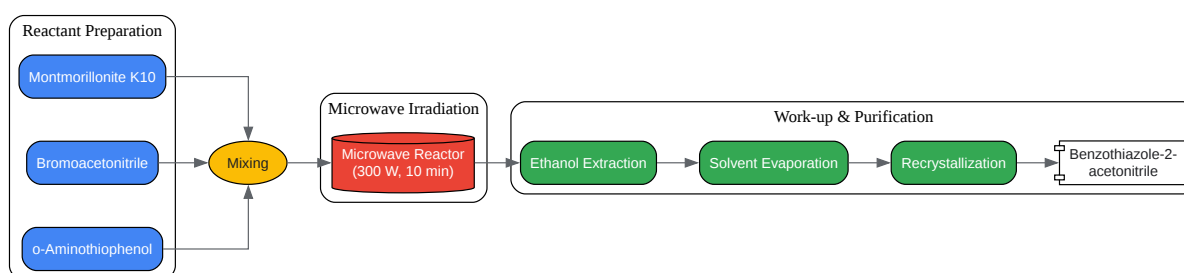 Reactant Preparation
Montmorillonite K10
Bromoacetonitrile
o-Aminothiophenol
Mixing
Microwave Irradiation
Microwave Reactor
(300 W, 10 min)
Work-up & Purification
Ethanol Extraction
Solvent Evaporation
Recrystallization
Benzothiazole-2-
acetonitrile